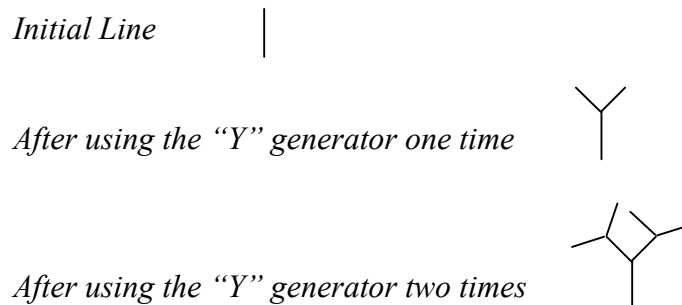 Initial Line
After using the “Y” generator one time
After using the “Y” generator two times